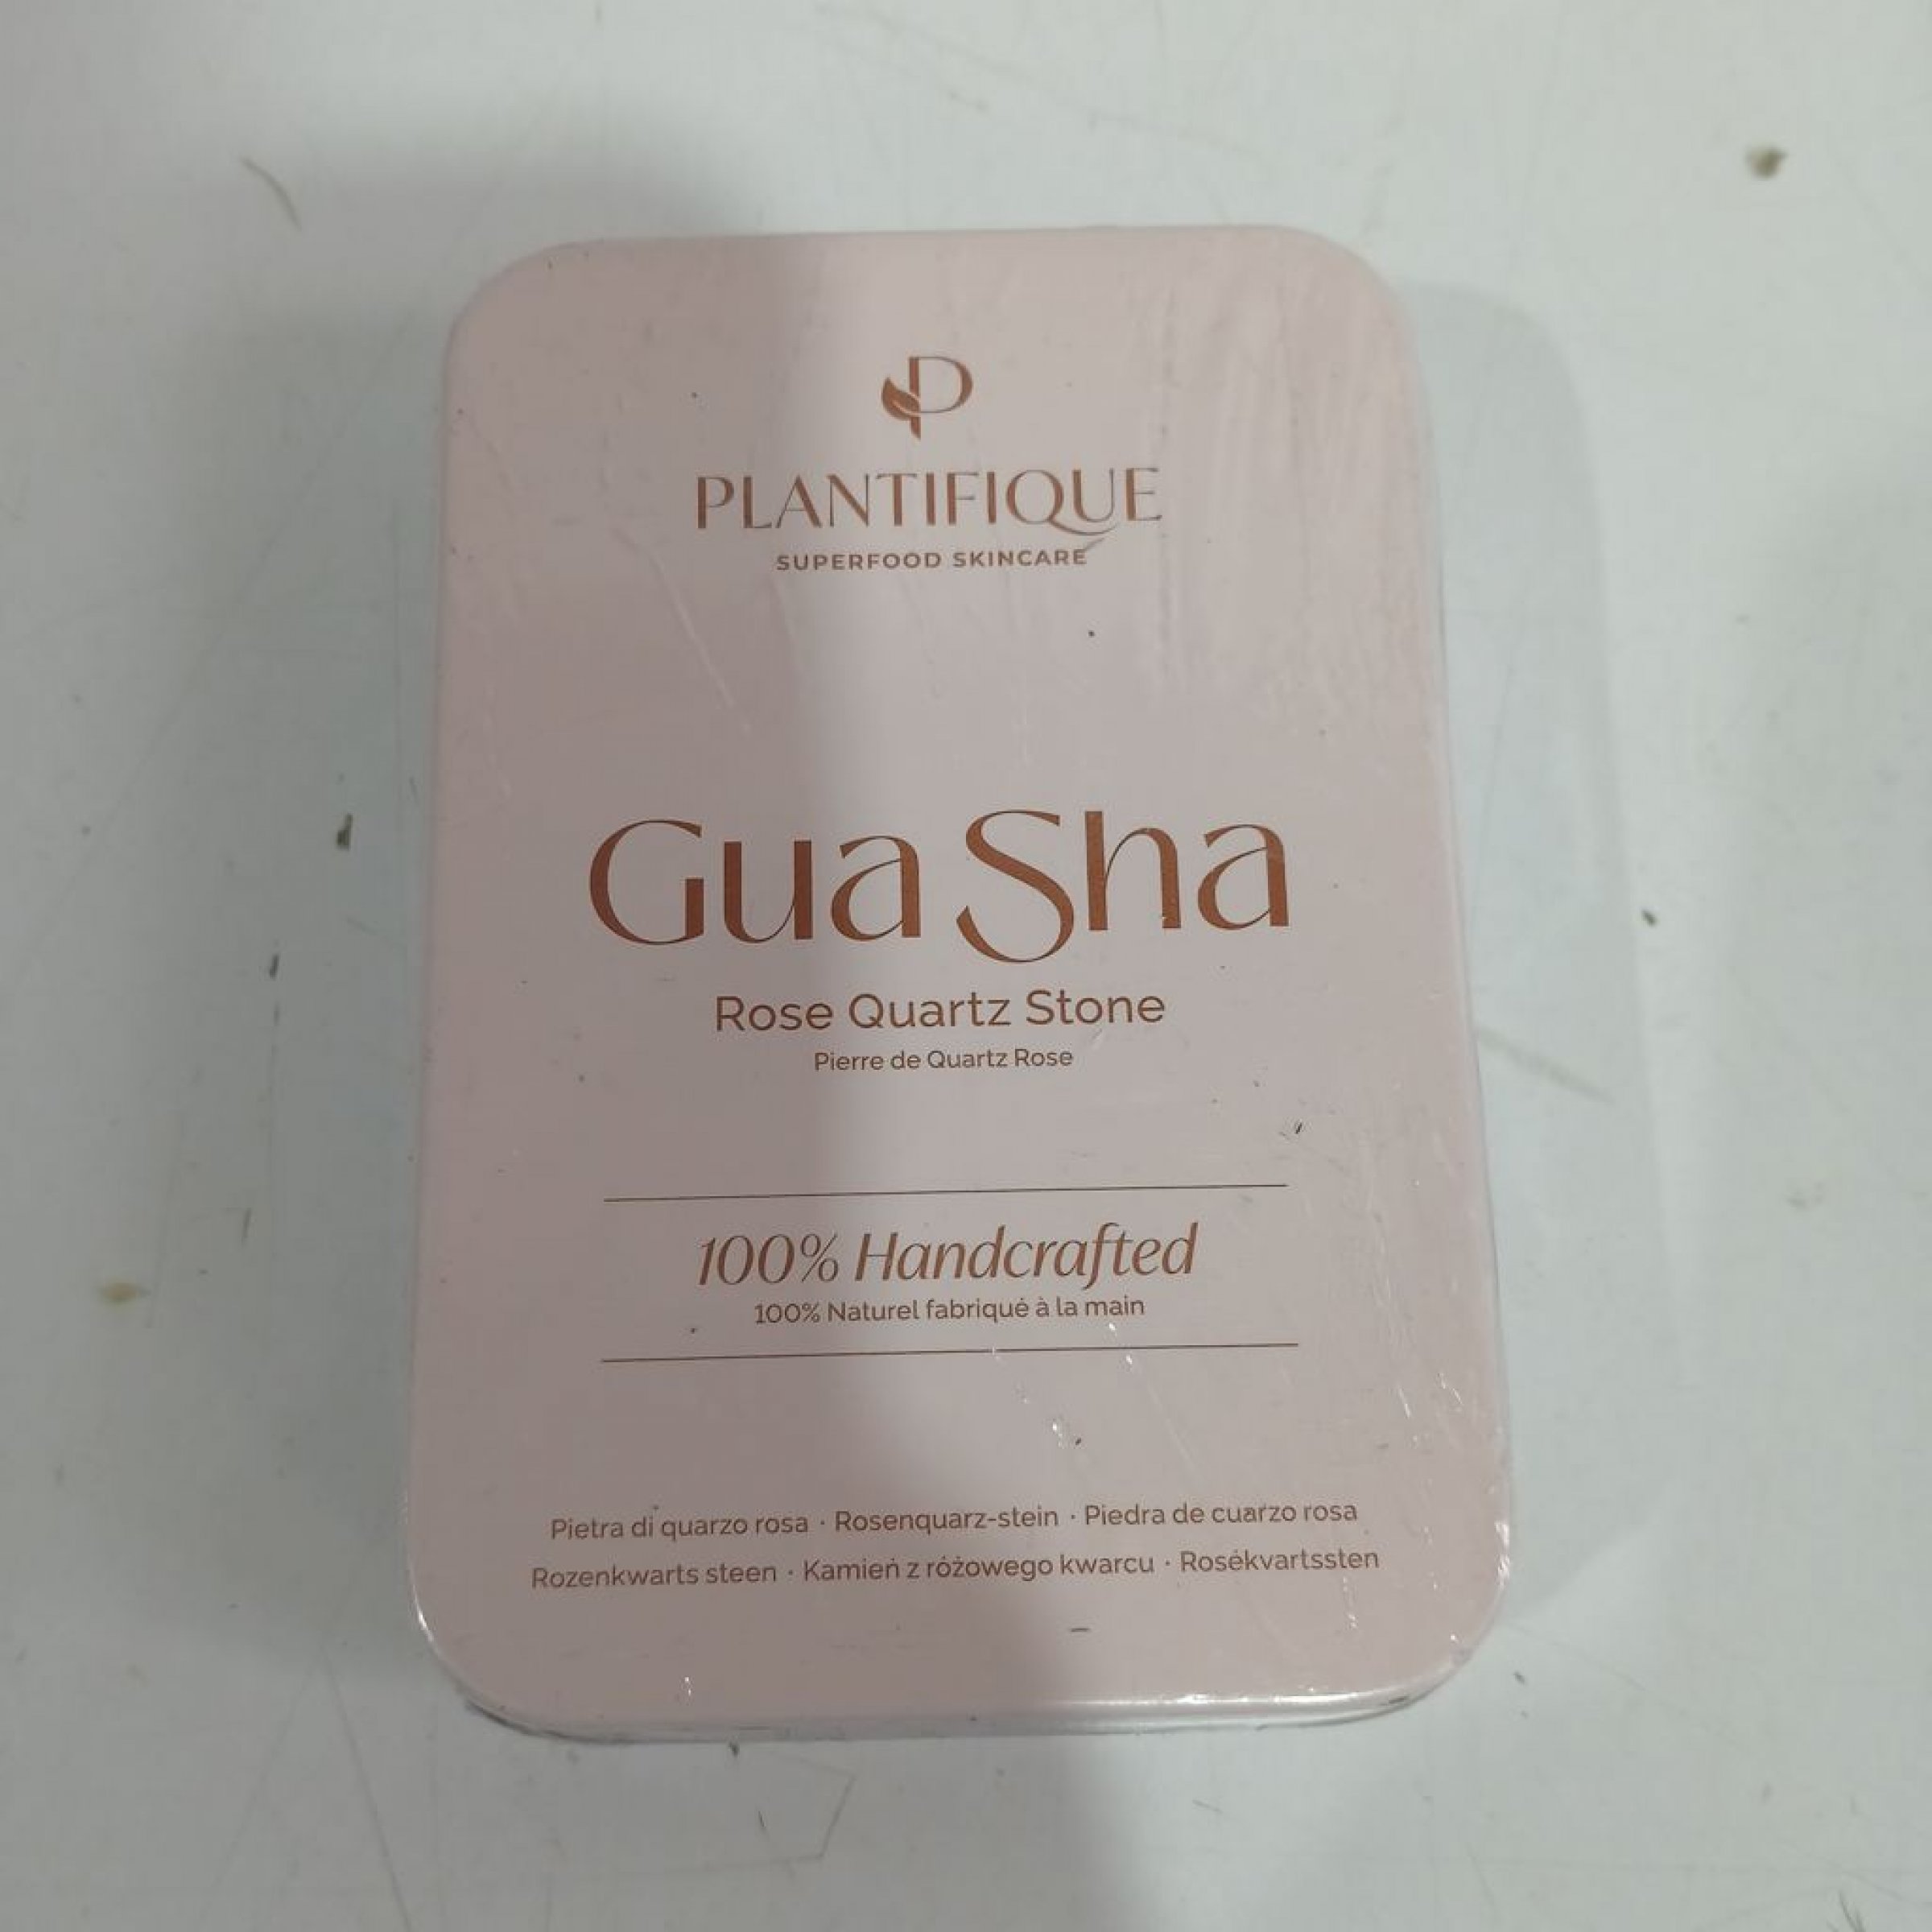 PLANTIFIQUE
SUPERFOOD SKINCARE
Gua Sha
Rose Quartz Stone
Pierre de Quartz Rose
100% Handcrafted
100% Naturel fabriqué à la main
Pietra di quarzo rosa · Rosenquarz-stein · Piedra de cuarzo rosa
Rozenkwarts steen · Kamień z różowego kwarcu · Rosékvartssten